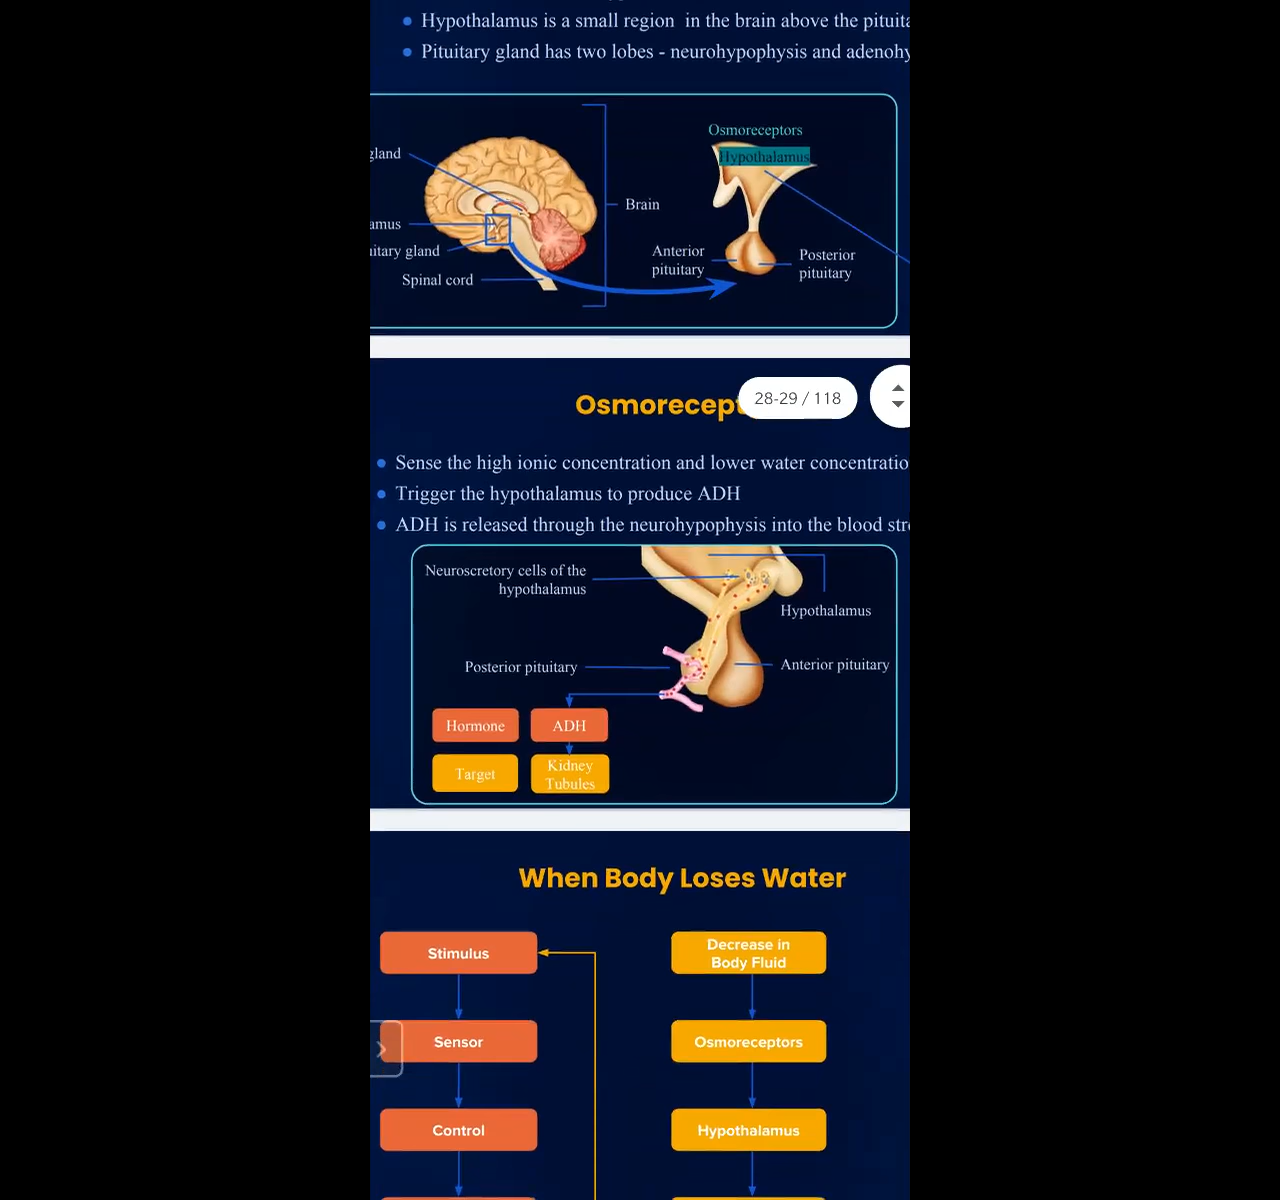 Hypothalamus is a small region in the brain above the pituita
Pituitary gland has two lobes - neurohypophysis and adenohy
Osmoreceptors
Hypothalamus
gland
Brain
amus
uitary gland
Spinal cord
Anterior
pituitary
Posterior
pituitary
Osmorecept
28-29 / 118
Sense the high ionic concentration and lower water concentratio
Trigger the hypothalamus to produce ADH
ADH is released through the neurohypophysis into the blood str
Neuroscretory cells of the
hypothalamus
Hypothalamus
Posterior pituitary
Anterior pituitary
Hormone
ADH
Target
Kidney
Tubules
When Body Loses Water
Stimulus
Decrease in
Body Fluid
Sensor
Osmoreceptors
Control
Hypothalamus